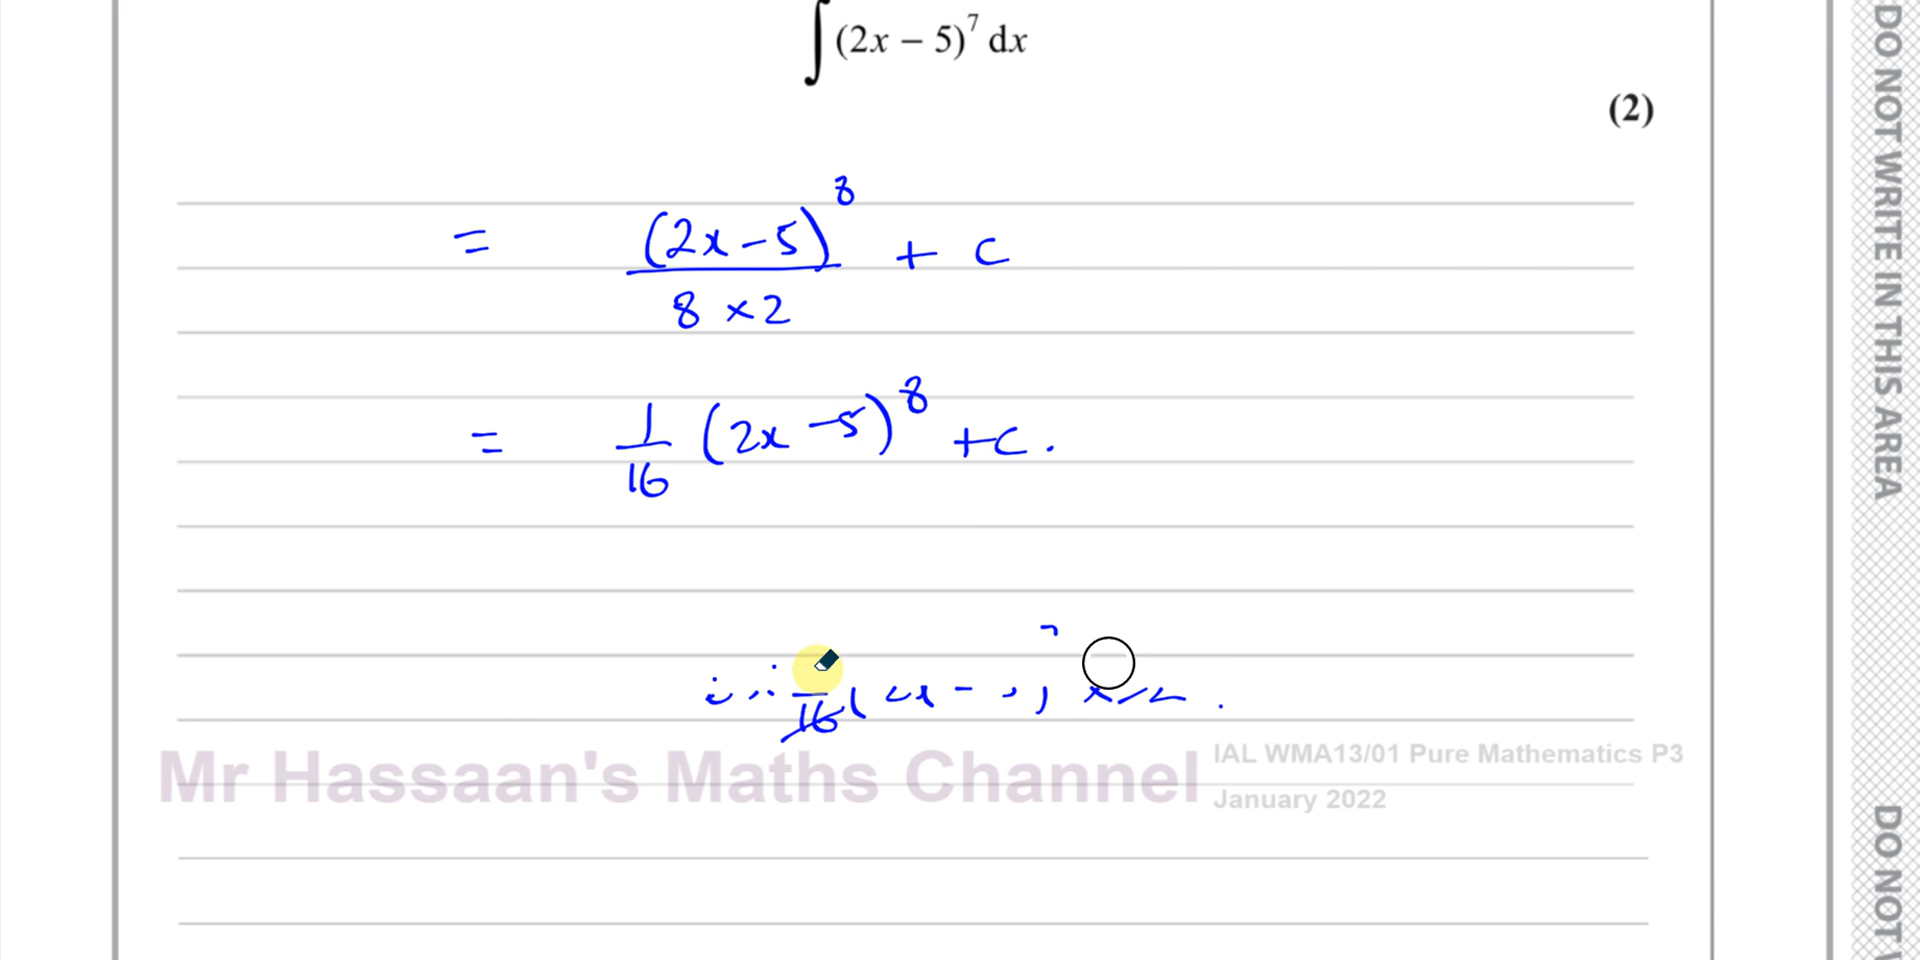 ∫(2x − 5)⁷ dx
(2)
= (2x − 5)⁸ / 8 × 2 + c
= 1/16 (2x − 5)⁸ + c.
16
Mr Hassaan's Maths Channel
IAL WMA13/01 Pure Mathematics P3
January 2022
DO NOT WRITE IN THIS AREA
DO NOT